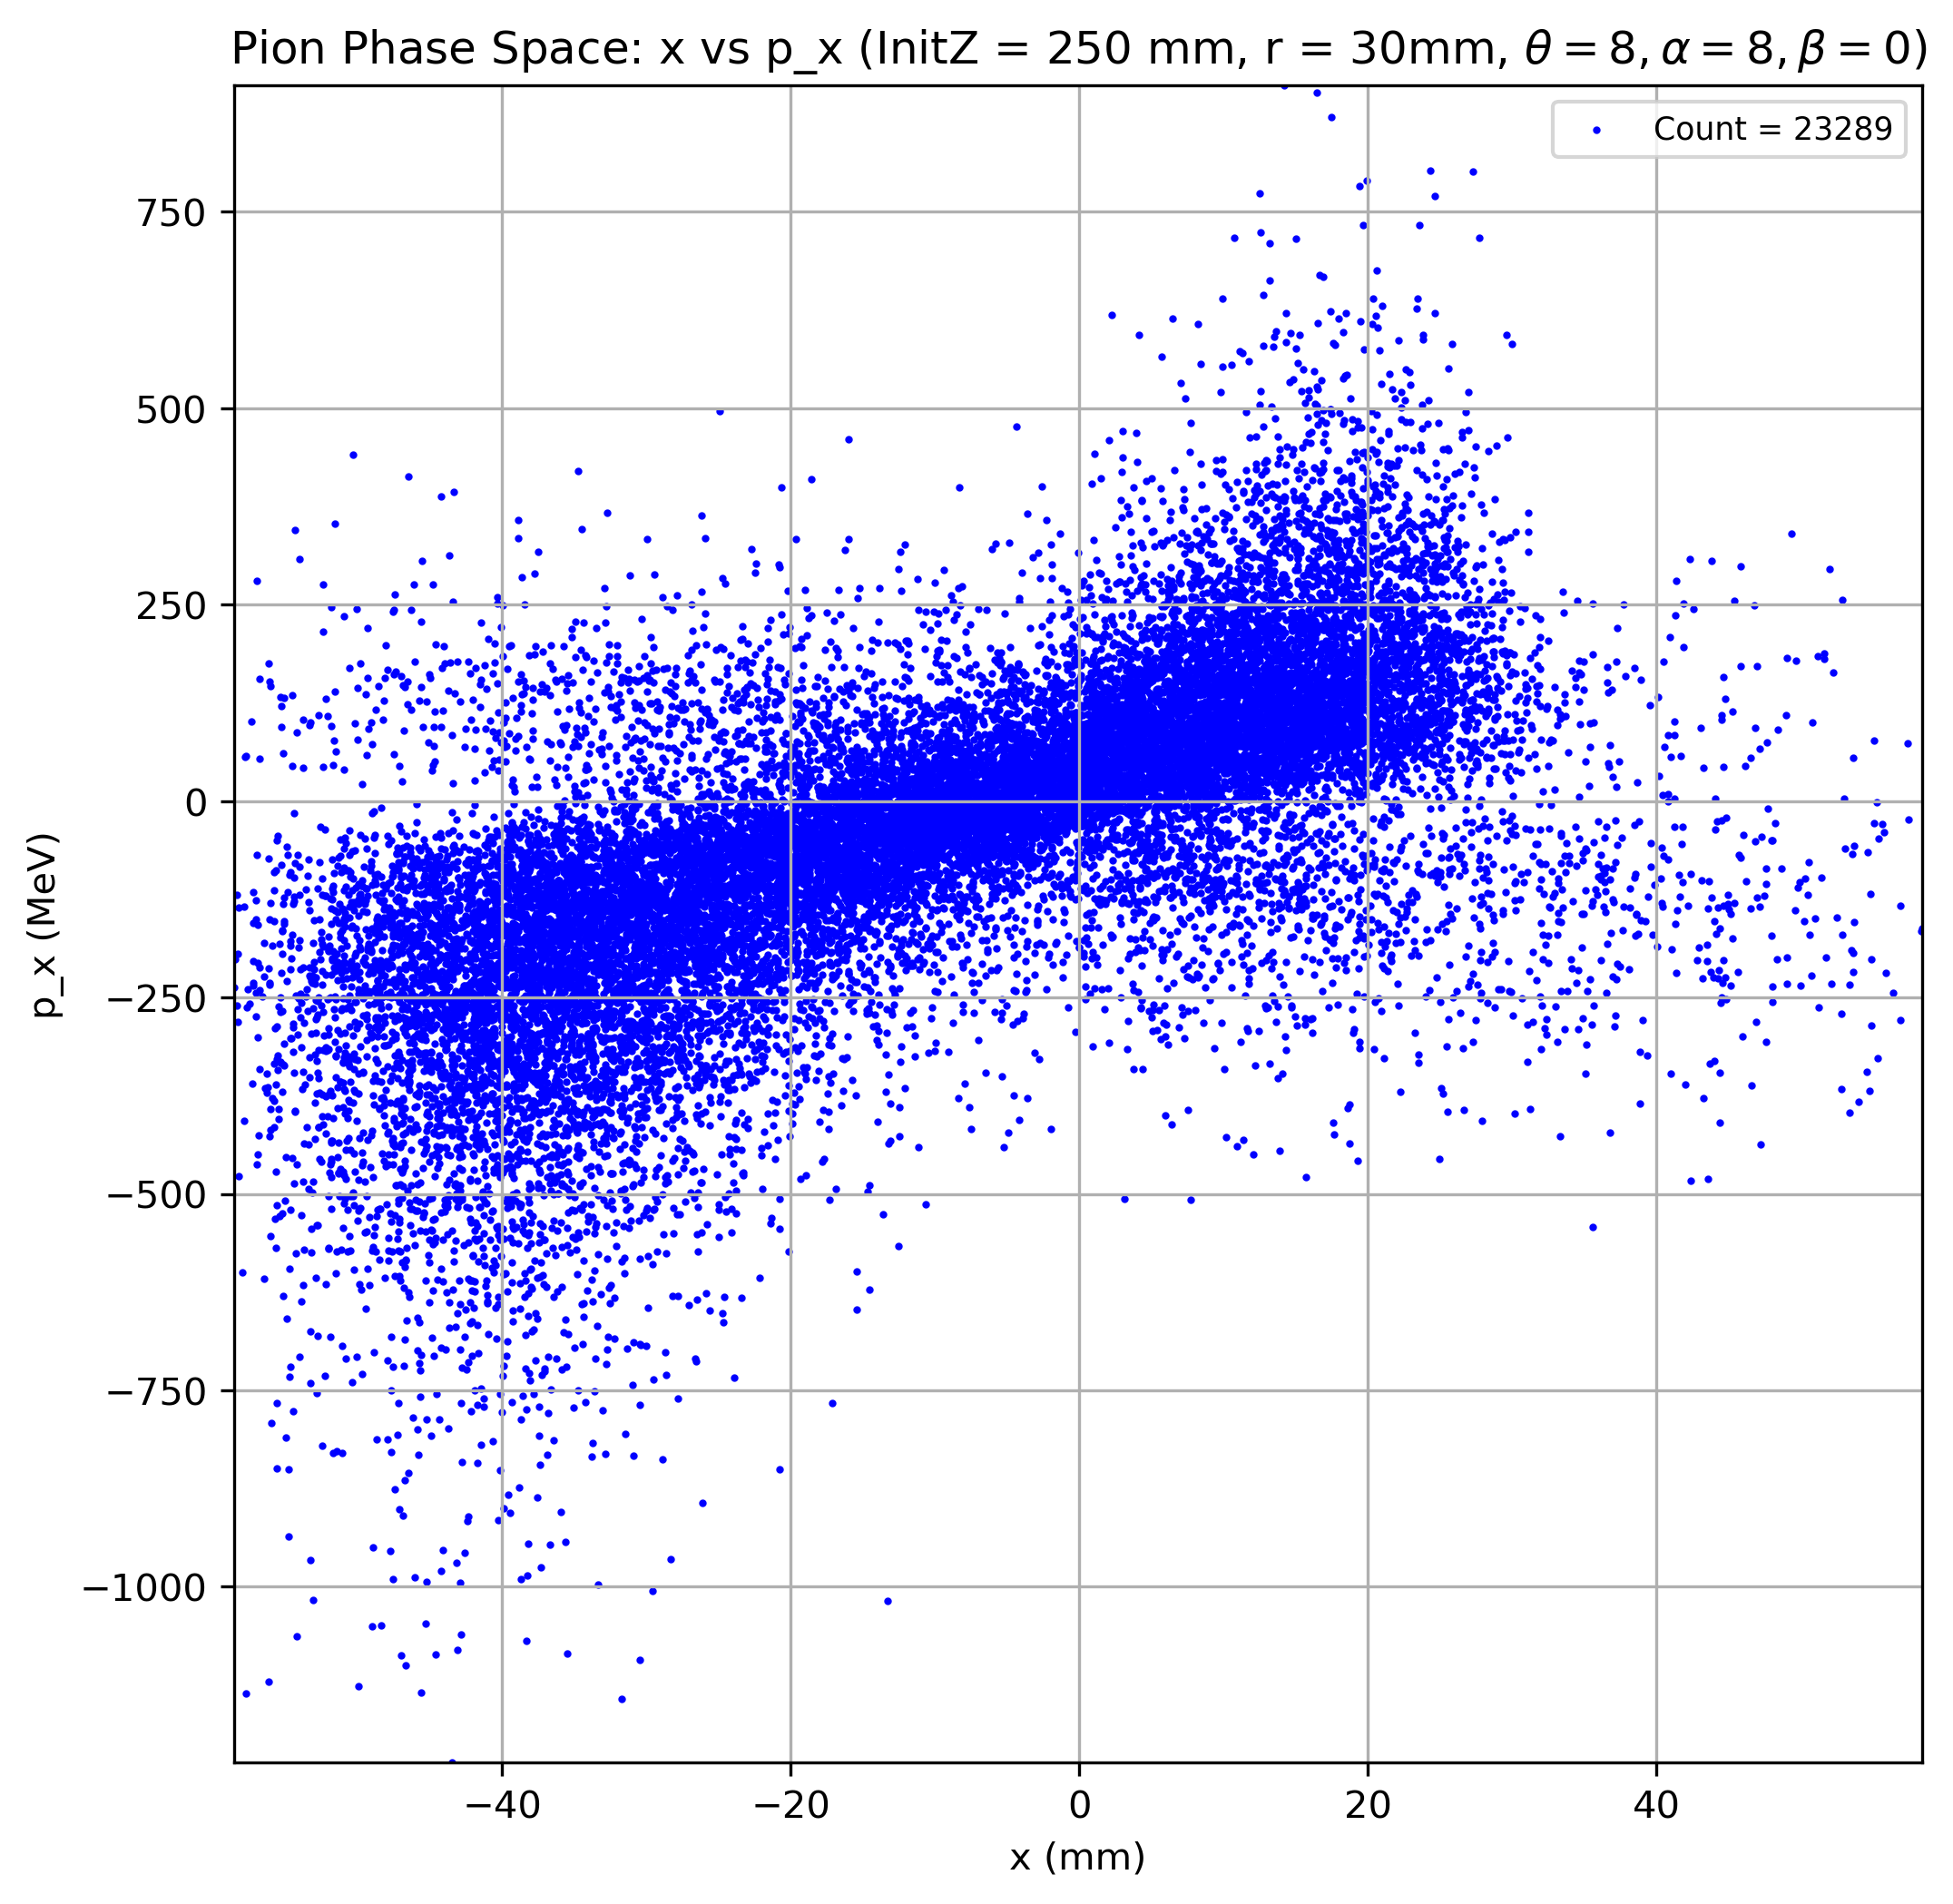 Pion Phase Space: x vs p_x (InitZ = 250 mm, r = 30mm, θ = 8, α = 8, β = 0)
Count = 23289
750
500
250
0
−250
−500
−750
−1000
p_x (MeV)
−40 −20 0 20 40
x (mm)